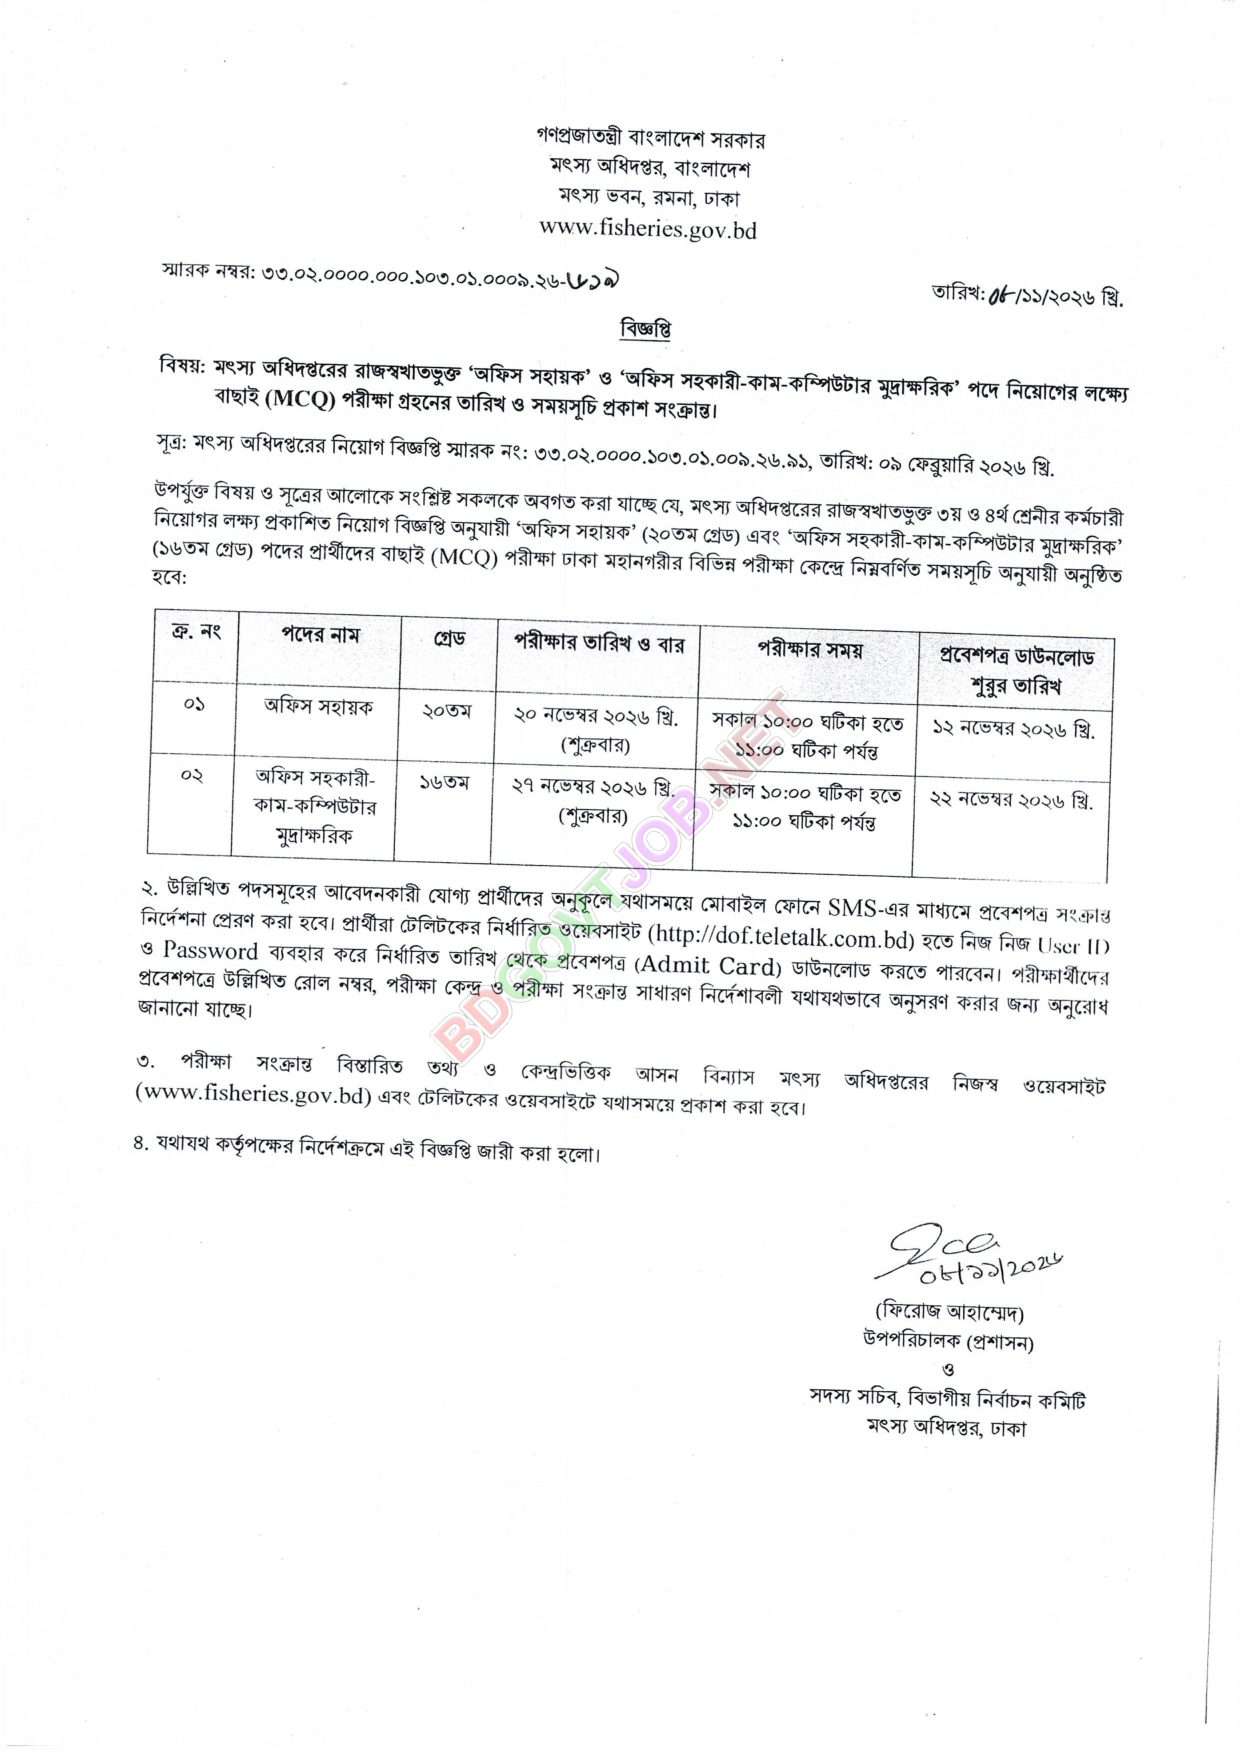 গণপ্রজাতন্ত্রী বাংলাদেশ সরকার
মৎস্য অধিদপ্তর, বাংলাদেশ
মৎস্য ভবন, রমনা, ঢাকা
www.fisheries.gov.bd
স্মারক নম্বর: ৩৩.০২.০০০০.০০০.১০৩.০১.০০০৯.২৬-৮১৯
তারিখ: ০৮/১১/২০২৬ খ্রি.
বিজ্ঞপ্তি
বিষয়: মৎস্য অধিদপ্তরের রাজস্বখাতভুক্ত ‘অফিস সহায়ক’ ও ‘অফিস সহকারী-কাম-কম্পিউটার মুদ্রাক্ষরিক’ পদে নিয়োগের লক্ষ্যে
বাছাই (MCQ) পরীক্ষা গ্রহনের তারিখ ও সময়সূচি প্রকাশ সংক্রান্ত।
সূত্র: মৎস্য অধিদপ্তরের নিয়োগ বিজ্ঞপ্তি স্মারক নং: ৩৩.০২.০০০০.১০৩.০১.০০৯.২৬.৯১, তারিখ: ০৯ ফেব্রুয়ারি ২০২৬ খ্রি.
উপর্যুক্ত বিষয় ও সূত্রের আলোকে সংশ্লিষ্ট সকলকে অবগত করা যাচ্ছে যে, মৎস্য অধিদপ্তরের রাজস্বখাতভুক্ত ৩য় ও ৪র্থ শ্রেনীর কর্মচারী
নিয়োগর লক্ষ্য প্রকাশিত নিয়োগ বিজ্ঞপ্তি অনুযায়ী ‘অফিস সহায়ক’ (২০তম গ্রেড) এবং ‘অফিস সহকারী-কাম-কম্পিউটার মুদ্রাক্ষরিক’
(১৬তম গ্রেড) পদের প্রার্থীদের বাছাই (MCQ) পরীক্ষা ঢাকা মহানগরীর বিভিন্ন পরীক্ষা কেন্দ্রে নিম্নবর্ণিত সময়সূচি অনুযায়ী অনুষ্ঠিত
হবে:
ক্র. নং পদের নাম গ্রেড পরীক্ষার তারিখ ও বার পরীক্ষার সময় প্রবেশপত্র ডাউনলোড
শুরুর তারিখ
০১ অফিস সহায়ক ২০তম ২০ নভেম্বর ২০২৬ খ্রি. সকাল ১০:০০ ঘটিকা হতে ১২ নভেম্বর ২০২৬ খ্রি.
(শুক্রবার) ১১:০০ ঘটিকা পর্যন্ত
০২ অফিস সহকারী- ১৬তম ২৭ নভেম্বর ২০২৬ খ্রি. সকাল ১০:০০ ঘটিকা হতে ২২ নভেম্বর ২০২৬ খ্রি.
কাম-কম্পিউটার (শুক্রবার) ১১:০০ ঘটিকা পর্যন্ত
মুদ্রাক্ষরিক
২. উল্লিখিত পদসমূহের আবেদনকারী যোগ্য প্রার্থীদের অনুকূলে যথাসময়ে মোবাইল ফোনে SMS-এর মাধ্যমে প্রবেশপত্র সংক্রান্ত
নির্দেশনা প্রেরণ করা হবে। প্রার্থীরা টেলিটকের নির্ধারিত ওয়েবসাইট (http://dof.teletalk.com.bd) হতে নিজ নিজ User ID
ও Password ব্যবহার করে নির্ধারিত তারিখ থেকে প্রবেশপত্র (Admit Card) ডাউনলোড করতে পারবেন। পরীক্ষার্থীদের
প্রবেশপত্রে উল্লিখিত রোল নম্বর, পরীক্ষা কেন্দ্র ও পরীক্ষা সংক্রান্ত সাধারণ নির্দেশাবলী যথাযথভাবে অনুসরণ করার জন্য অনুরোধ
জানানো যাচ্ছে।
৩. পরীক্ষা সংক্রান্ত বিস্তারিত তথ্য ও কেন্দ্রভিত্তিক আসন বিন্যাস মৎস্য অধিদপ্তরের নিজস্ব ওয়েবসাইট
(www.fisheries.gov.bd) এবং টেলিটকের ওয়েবসাইটে যথাসময়ে প্রকাশ করা হবে।
৪. যথাযথ কর্তৃপক্ষের নির্দেশক্রমে এই বিজ্ঞপ্তি জারী করা হলো।
০৮/১১/২০২৬
(ফিরোজ আহাম্মেদ)
উপপরিচালক (প্রশাসন)
ও
সদস্য সচিব, বিভাগীয় নির্বাচন কমিটি
মৎস্য অধিদপ্তর, ঢাকা
BDGOVTJOB.NET